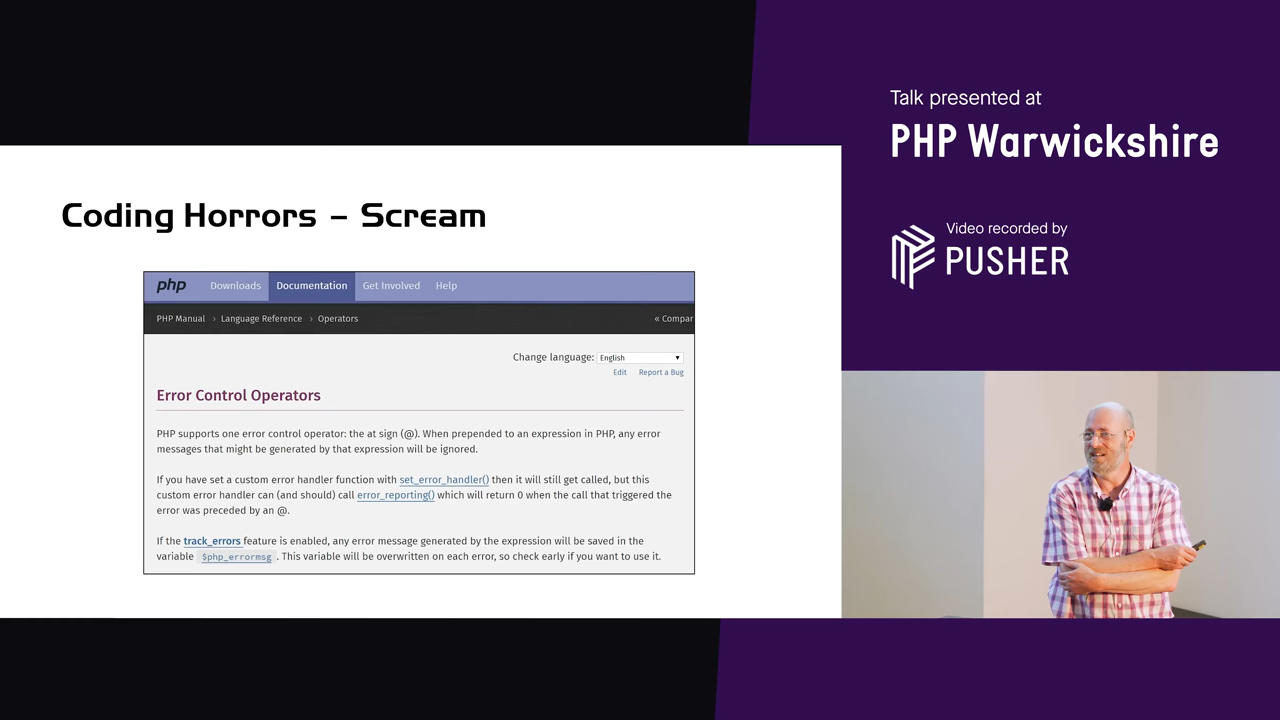 Talk presented at
PHP Warwickshire
Video recorded by
PUSHER
Coding Horrors – Scream
php Downloads Documentation Get Involved Help
PHP Manual › Language Reference › Operators « Compar
Change language: English
Edit Report a Bug
Error Control Operators
PHP supports one error control operator: the at sign (@). When prepended to an expression in PHP, any error
messages that might be generated by that expression will be ignored.
If you have set a custom error handler function with set_error_handler() then it will still get called, but this
custom error handler can (and should) call error_reporting() which will return 0 when the call that triggered the
error was preceded by an @.
If the track_errors feature is enabled, any error message generated by the expression will be saved in the
variable $php_errormsg . This variable will be overwritten on each error, so check early if you want to use it.